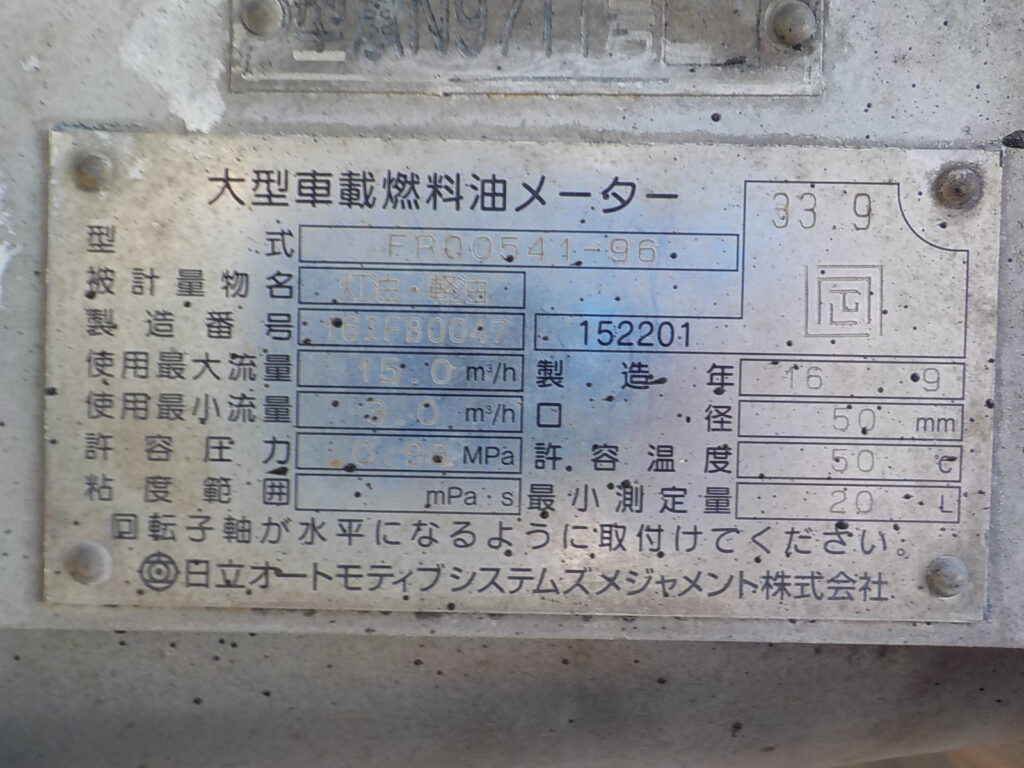 N971
大型車載燃料油メーター
33.9
型式 FR00541-96
被計量物名 灯油・軽油
製造番号 161FB0047 152201
使用最大流量 15.0 m³/h 製造年 16 9
使用最小流量 3.0 m³/h 口径 50 mm
許容圧力 MPa 許容温度 50 ℃
粘度範囲 mPa・s 最小測定量 20 L
回転子軸が水平になるように取付けてください。
日立オートモティブシステムズメジャメント株式会社